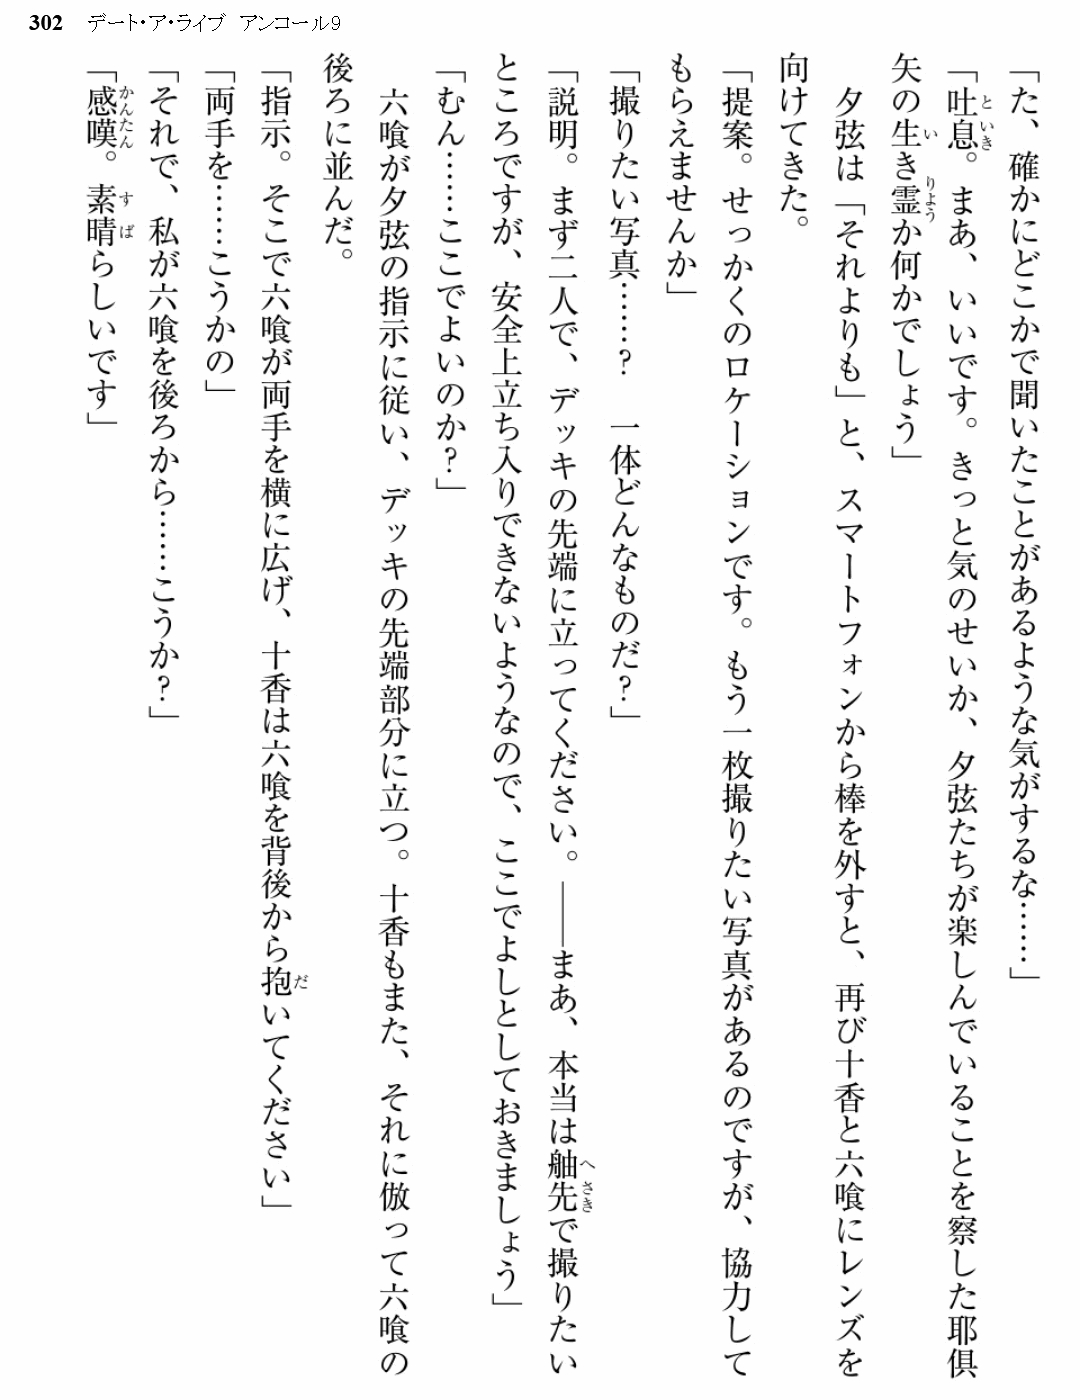 302 デート・ア・ライブ アンコール9
「た、確かにどこかで聞いたことがあるような気がするな……」
「吐息。まあ、いいです。きっと気のせいか、夕弦たちが楽しんでいることを察した耶倶
矢の生き霊か何かでしょう」
　夕弦は「それよりも」と、スマートフォンから棒を外すと、再び十香と六喰にレンズを
向けてきた。
「提案。せっかくのロケーションです。もう一枚撮りたい写真があるのですが、協力して
もらえませんか」
「撮りたい写真……？　一体どんなものだ？」
「説明。まず二人で、デッキの先端に立ってください。――まあ、本当は舳先で撮りたい
ところですが、安全上立ち入りできないようなので、ここでよしとしておきましょう」
「むん……ここでよいのか？」
　六喰が夕弦の指示に従い、デッキの先端部分に立つ。十香もまた、それに倣って六喰の
後ろに並んだ。
「指示。そこで六喰が両手を横に広げ、十香は六喰を背後から抱いてください」
「両手を……こうかの」
「それで、私が六喰を後ろから……こうか？」
「感嘆。素晴らしいです」